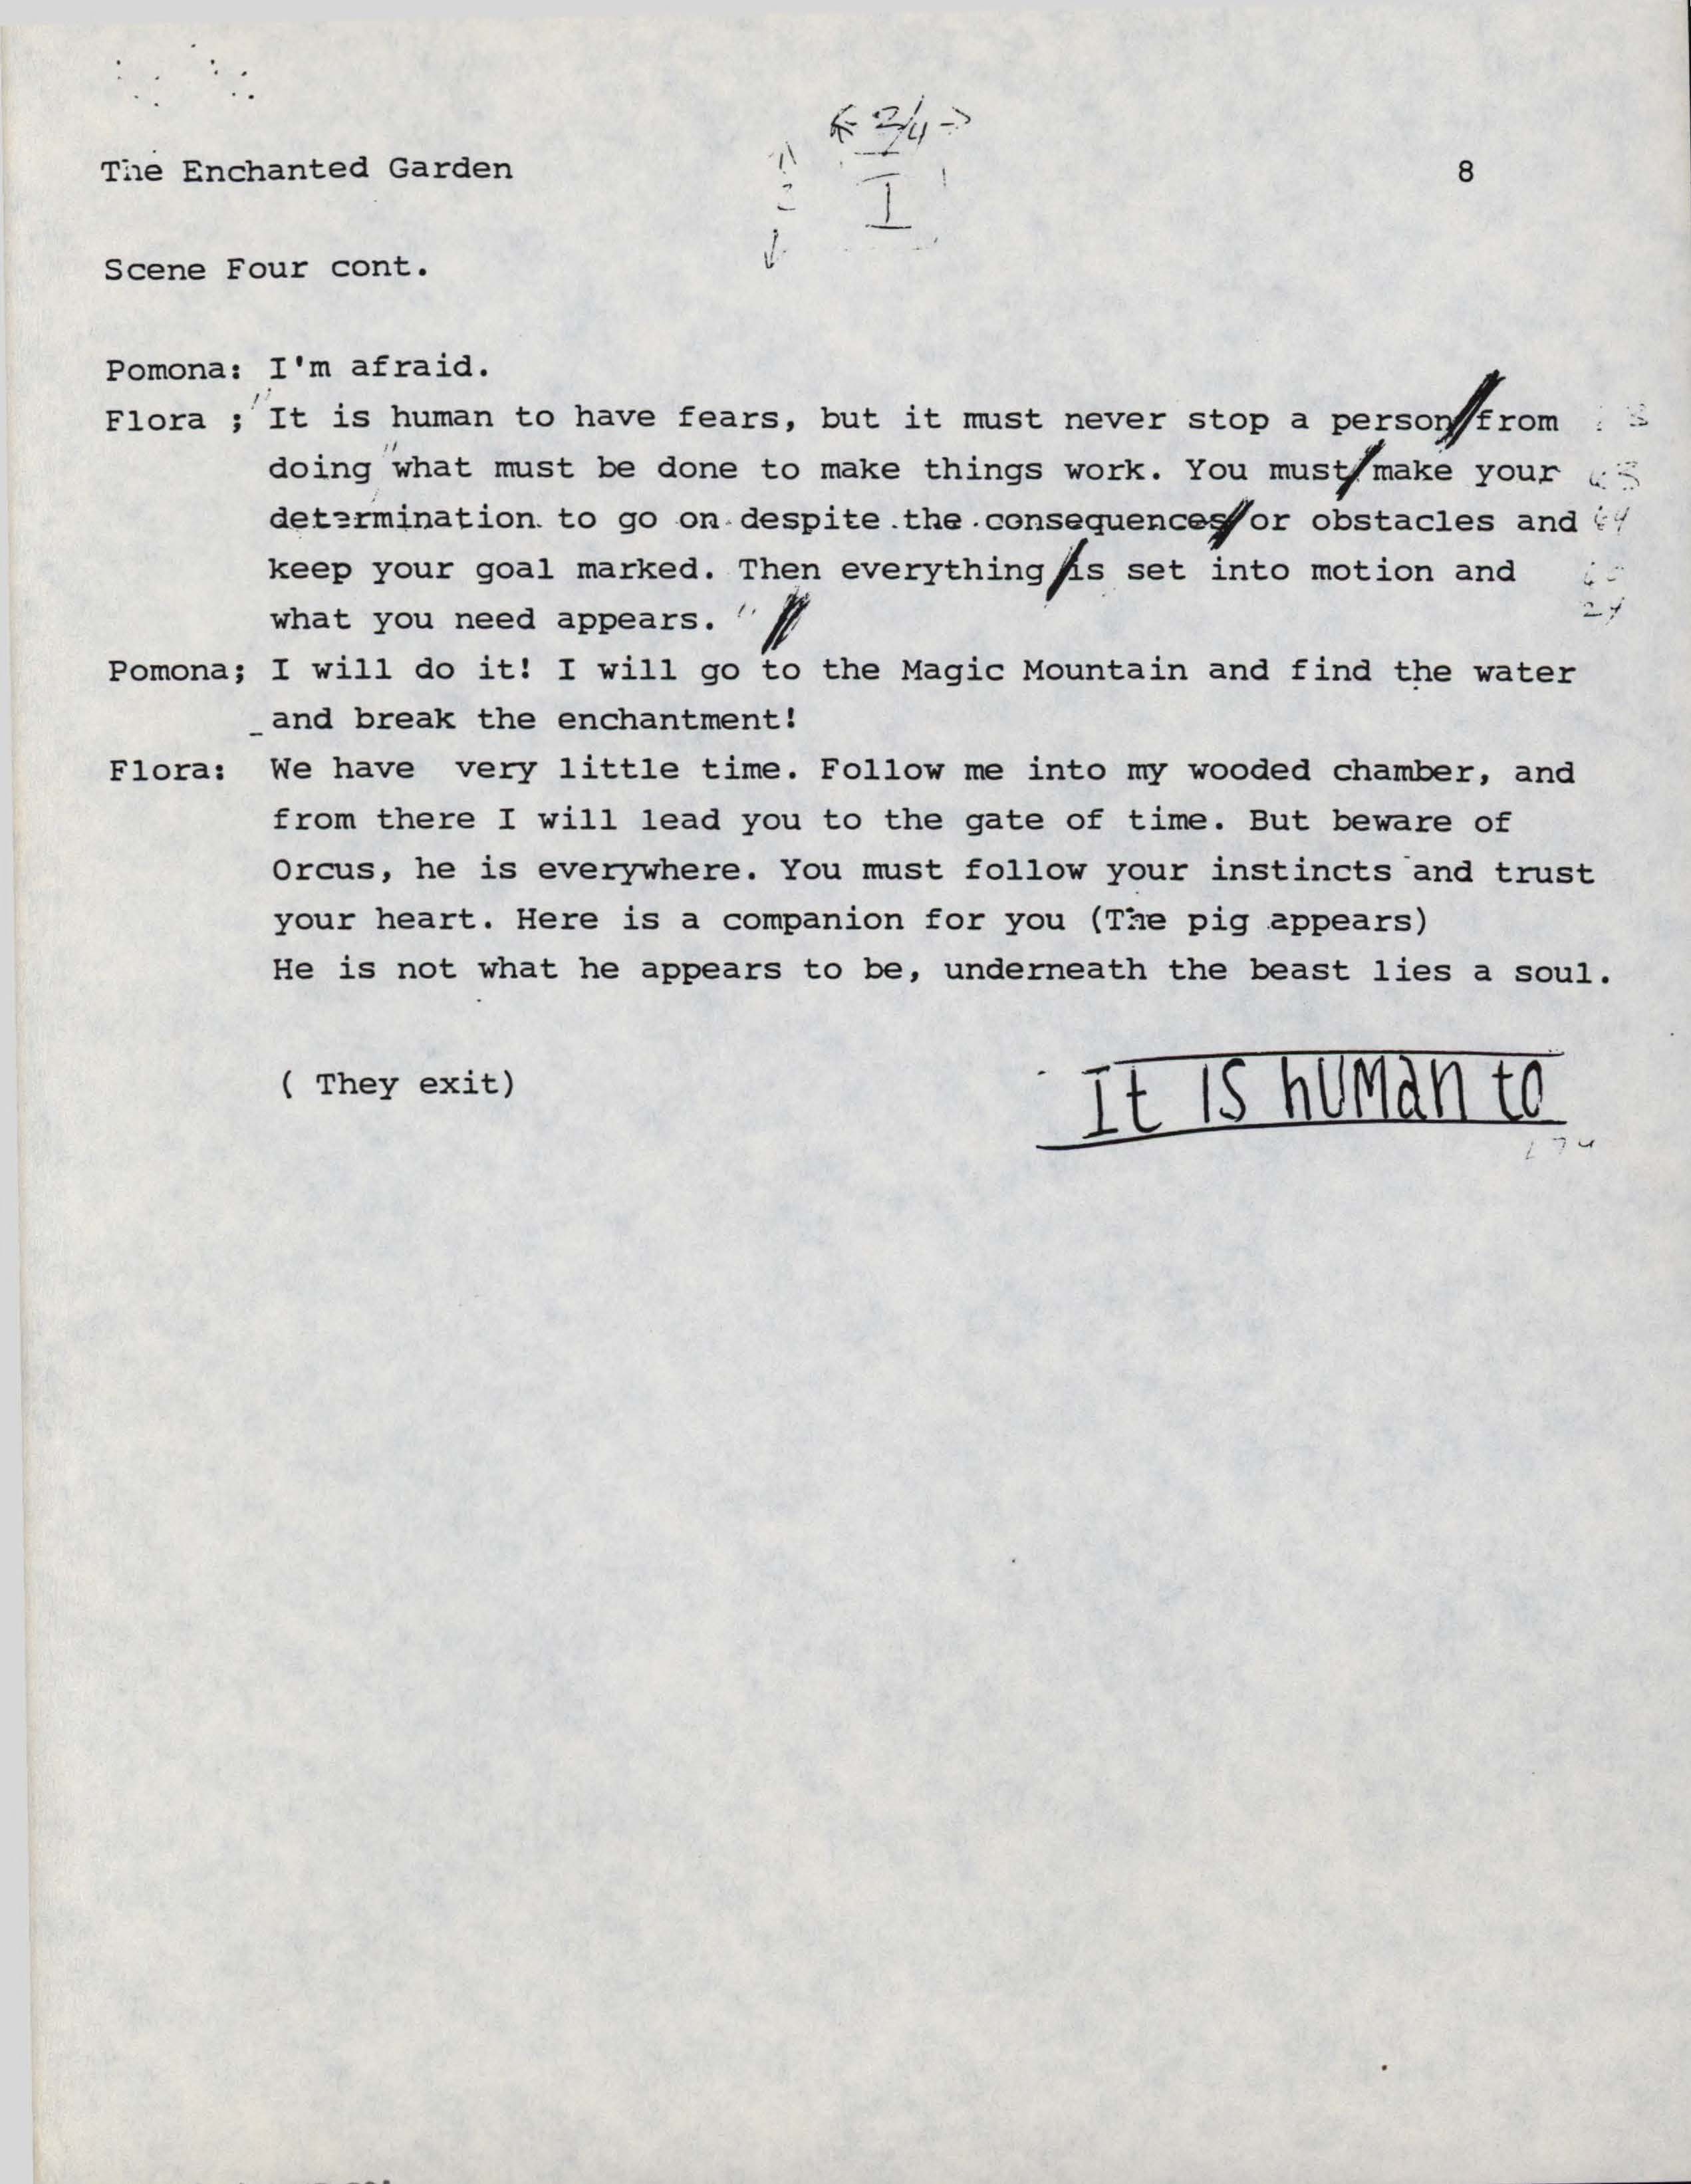 ← 3/4 →
The Enchanted Garden 8
I
Scene Four cont.
Pomona: I'm afraid.
Flora ; "It is human to have fears, but it must never stop a person/from
doing "what must be done to make things work. You must/make your
determination to go on despite the consequences/or obstacles and
keep your goal marked. Then everything/is set into motion and
what you need appears. " //
Pomona; I will do it! I will go to the Magic Mountain and find the water
and break the enchantment!
Flora: We have very little time. Follow me into my wooded chamber, and
from there I will lead you to the gate of time. But beware of
Orcus, he is everywhere. You must follow your instincts and trust
your heart. Here is a companion for you (The pig appears)
He is not what he appears to be, underneath the beast lies a soul.
( They exit)
It is human to